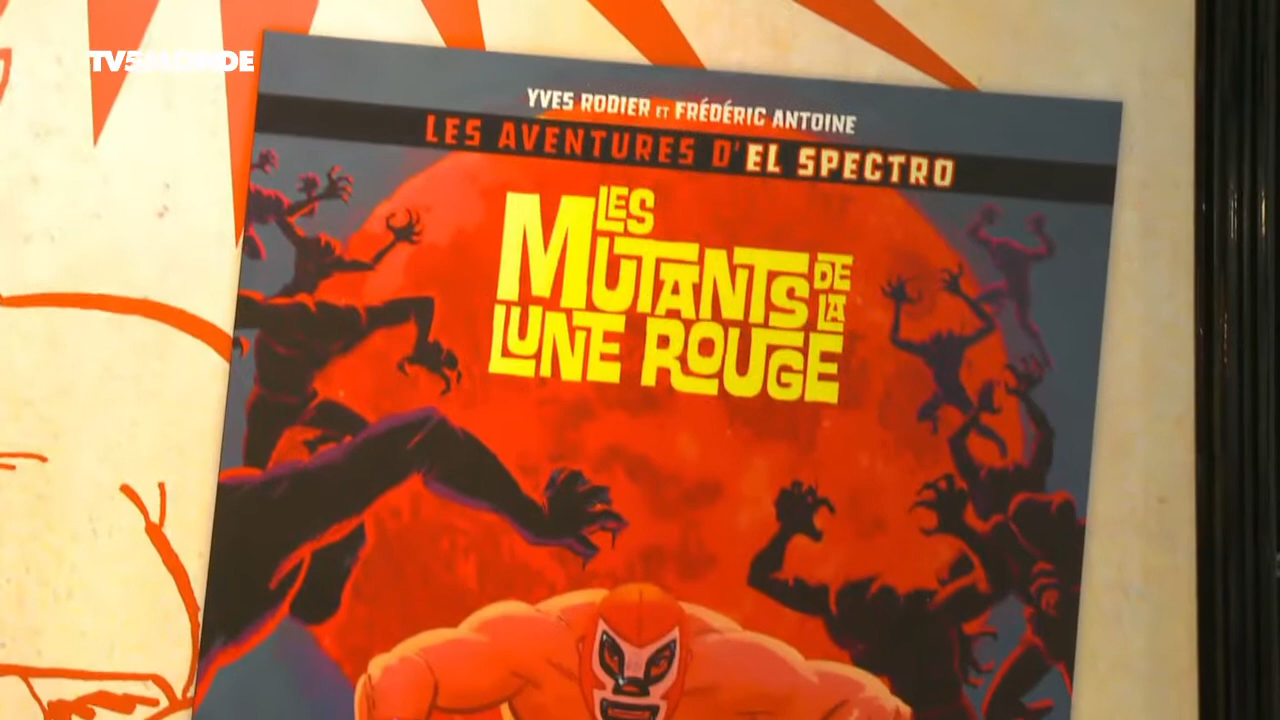 TV5MONDE
YVES RODIER ET FRÉDÉRIC ANTOINE
LES AVENTURES D'EL SPECTRO
LES
MUTANTS DE
LA
LUNE ROUGE